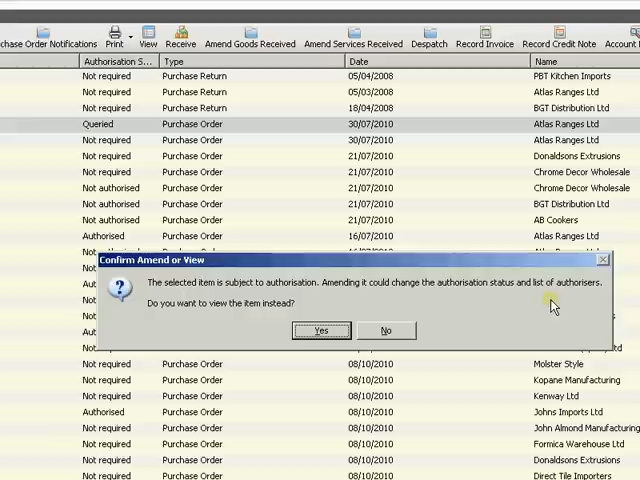 chase Order Notifications Print View Receive Amend Goods Received Amend Services Received Despatch Record Invoice Record Credit Note Account
Authorisation S... Type Date Name
Not required Purchase Return 05/04/2008 PBT Kitchen Imports
Not required Purchase Return 05/03/2008 Atlas Ranges Ltd
Not required Purchase Return 18/04/2008 BGT Distribution Ltd
Queried Purchase Order 30/07/2010 Atlas Ranges Ltd
Not required Purchase Order 30/07/2010 Atlas Ranges Ltd
Not required Purchase Order 21/07/2010 Donaldsons Extrusions
Not required Purchase Order 21/07/2010 Chrome Decor Wholesale
Not authorised Purchase Order 21/07/2010 Chrome Decor Wholesale
Not authorised Purchase Order 21/07/2010 BGT Distribution Ltd
Not required Purchase Order 21/07/2010 AB Cookers
Authorised Purchase Order 16/07/2010 Atlas Ranges Ltd
Confirm Amend or View
The selected item is subject to authorisation. Amending it could change the authorisation status and list of authorisers.
Do you want to view the item instead?
Yes No
Not required Purchase Order 08/10/2010 Molster Style
Not required Purchase Order 08/10/2010 Kopane Manufacturing
Not required Purchase Order 08/10/2010 Kenway Ltd
Authorised Purchase Order 08/10/2010 Johns Imports Ltd
Not required Purchase Order 08/10/2010 John Almond Manufacturing
Not required Purchase Order 08/10/2010 Formica Warehouse Ltd
Not required Purchase Order 08/10/2010 Donaldsons Extrusions
Not required Purchase Order 08/10/2010 Direct Tile Importers